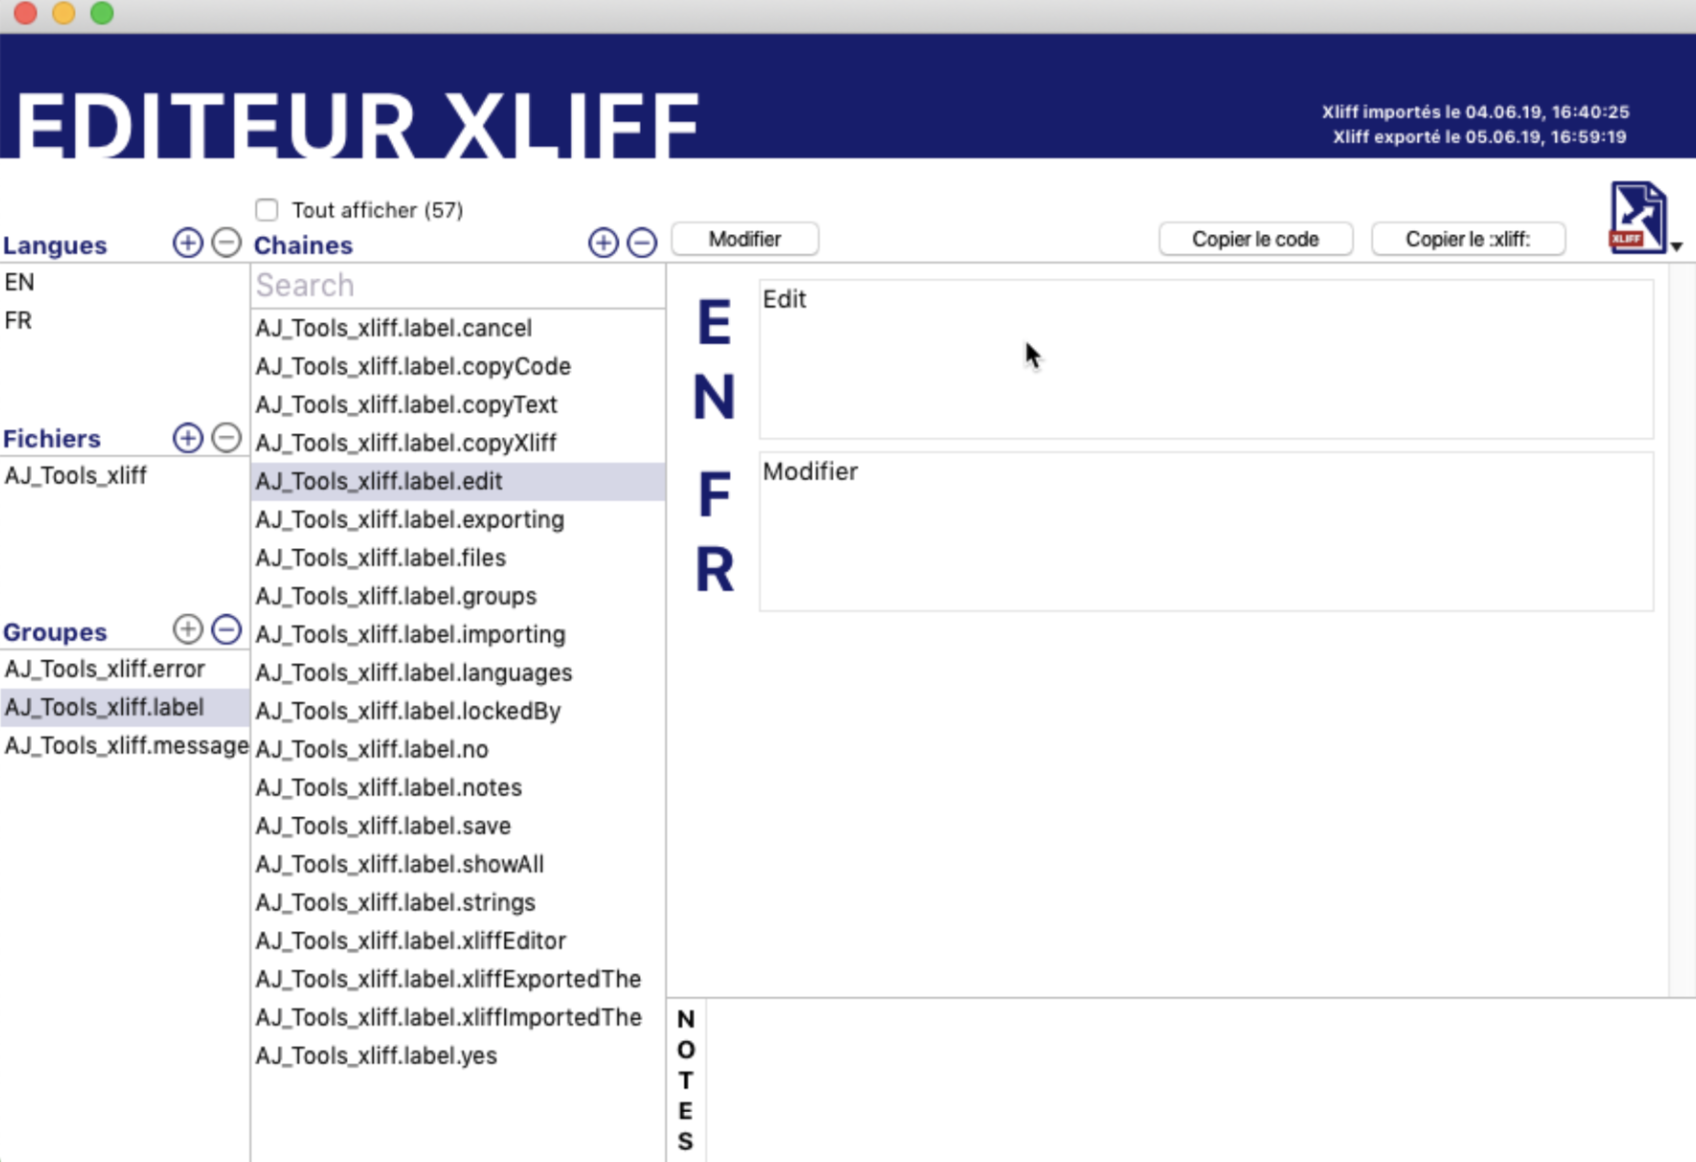 EDITEUR XLIFF
Xliff importés le 04.06.19, 16:40:25
Xliff exporté le 05.06.19, 16:59:19
Tout afficher (57)
Langues
Chaines
Modifier
Copier le code
Copier le :xliff:
XLIFF
EN
FR
Fichiers
AJ_Tools_xliff
Groupes
AJ_Tools_xliff.error
AJ_Tools_xliff.label
AJ_Tools_xliff.message
Search
AJ_Tools_xliff.label.cancel
AJ_Tools_xliff.label.copyCode
AJ_Tools_xliff.label.copyText
AJ_Tools_xliff.label.copyXliff
AJ_Tools_xliff.label.edit
AJ_Tools_xliff.label.exporting
AJ_Tools_xliff.label.files
AJ_Tools_xliff.label.groups
AJ_Tools_xliff.label.importing
AJ_Tools_xliff.label.languages
AJ_Tools_xliff.label.lockedBy
AJ_Tools_xliff.label.no
AJ_Tools_xliff.label.notes
AJ_Tools_xliff.label.save
AJ_Tools_xliff.label.showAll
AJ_Tools_xliff.label.strings
AJ_Tools_xliff.label.xliffEditor
AJ_Tools_xliff.label.xliffExportedThe
AJ_Tools_xliff.label.xliffImportedThe
AJ_Tools_xliff.label.yes
EN
Edit
FR
Modifier
NOTES